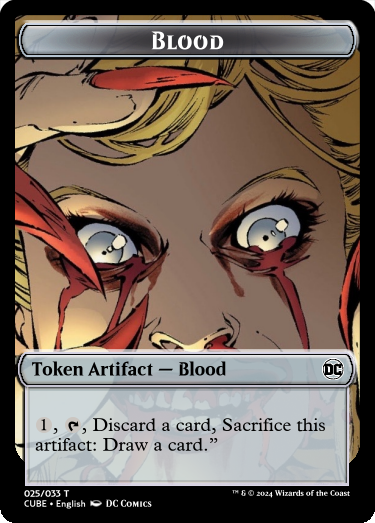 BLOOD
Token Artifact — Blood
DC
1, T, Discard a card, Sacrifice this
artifact: Draw a card.”
025/033 T
CUBE • English DC COMICS
™ & © 2024 Wizards of the Coast